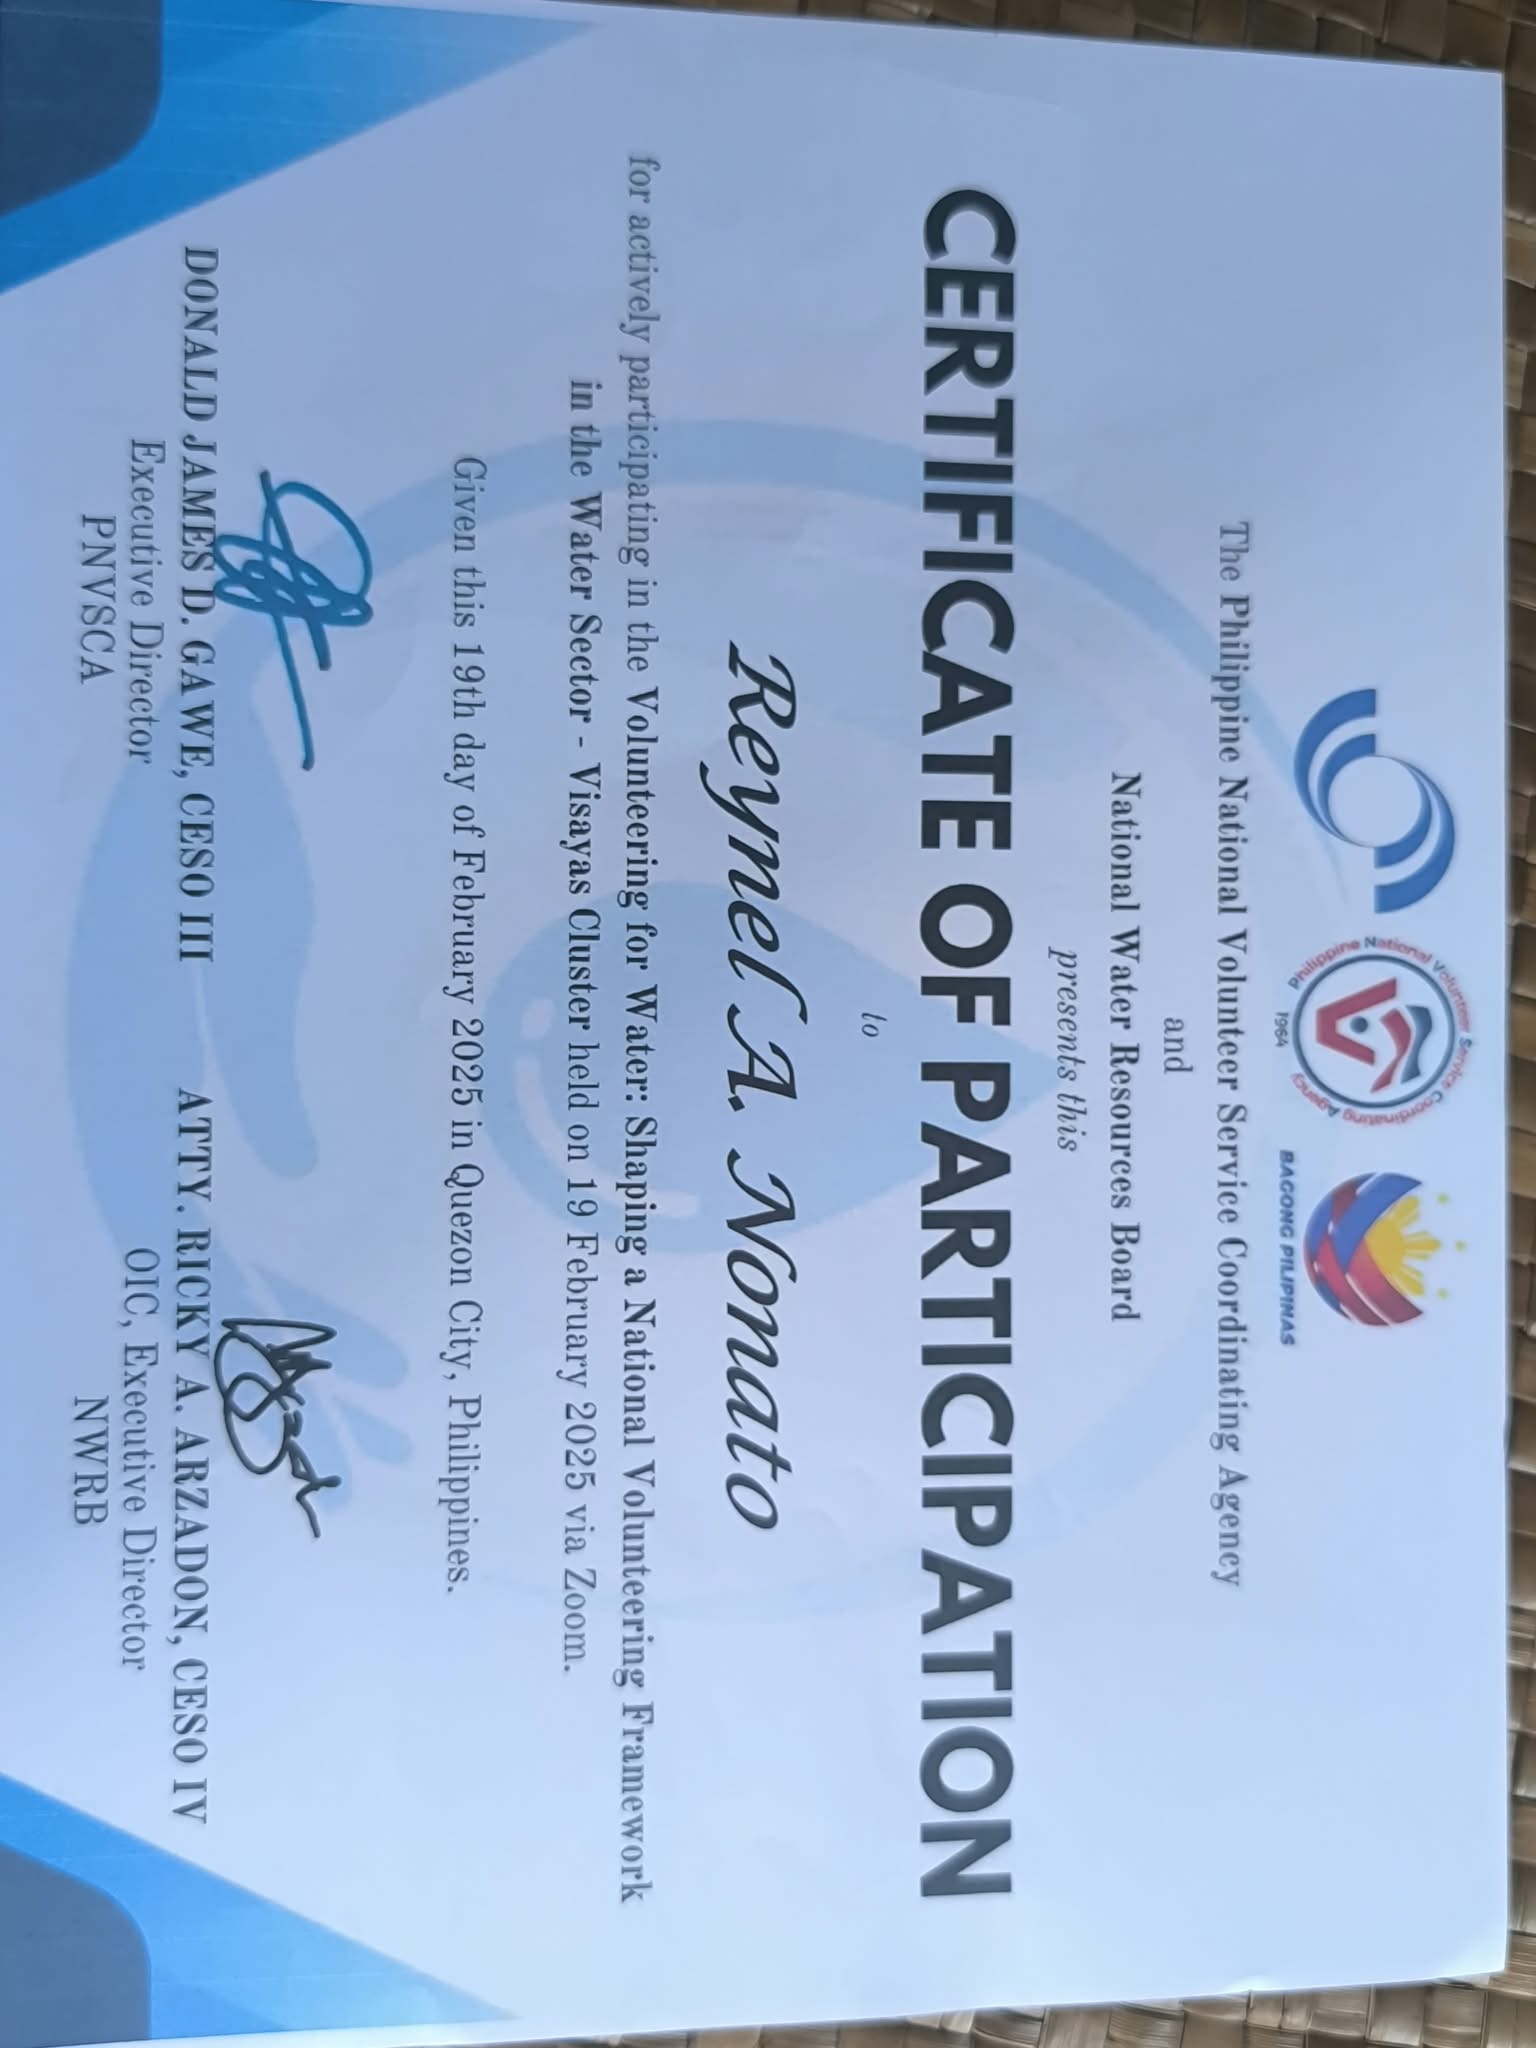 Philippine National Volunteer Service Coordinating Agency
1964
BAGONG PILIPINAS
The Philippine National Volunteer Service Coordinating Agency
and
National Water Resources Board
presents this
CERTIFICATE OF PARTICIPATION
to
Reymel A. Nonato
for actively participating in the Volunteering for Water: Shaping a National Volunteering Framework
in the Water Sector - Visayas Cluster held on 19 February 2025 via Zoom.
Given this 19th day of February 2025 in Quezon City, Philippines.
DONALD JAMES D. GAWE, CESO III
Executive Director
PNVSCA
ATTY. RICKY A. ARZADON, CESO IV
OIC, Executive Director
NWRB